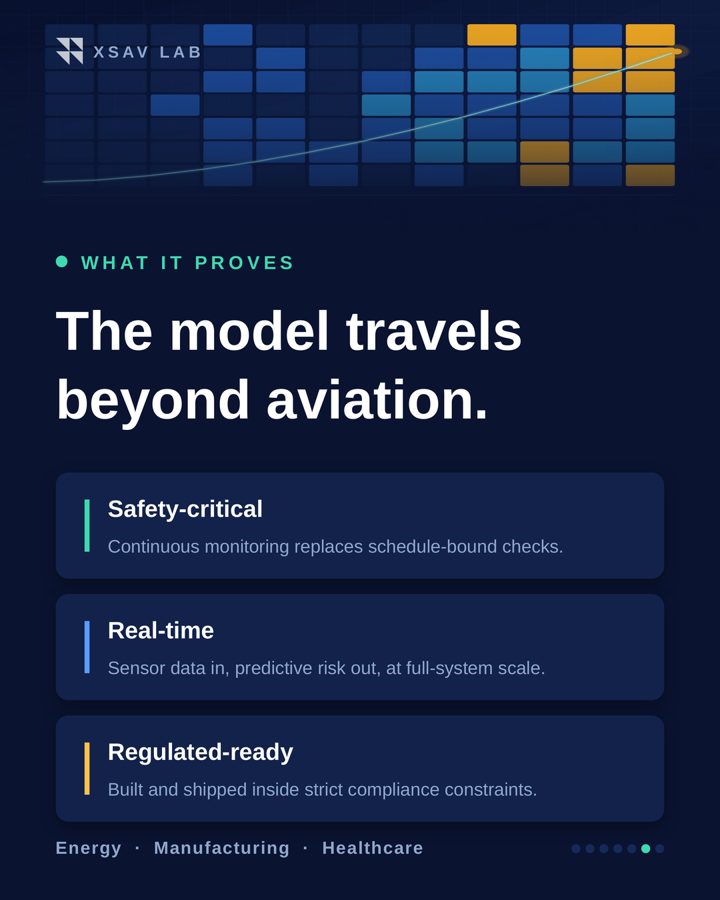 XSAV LAB
WHAT IT PROVES
The model travels
beyond aviation.
Safety-critical
Continuous monitoring replaces schedule-bound checks.
Real-time
Sensor data in, predictive risk out, at full-system scale.
Regulated-ready
Built and shipped inside strict compliance constraints.
Energy · Manufacturing · Healthcare